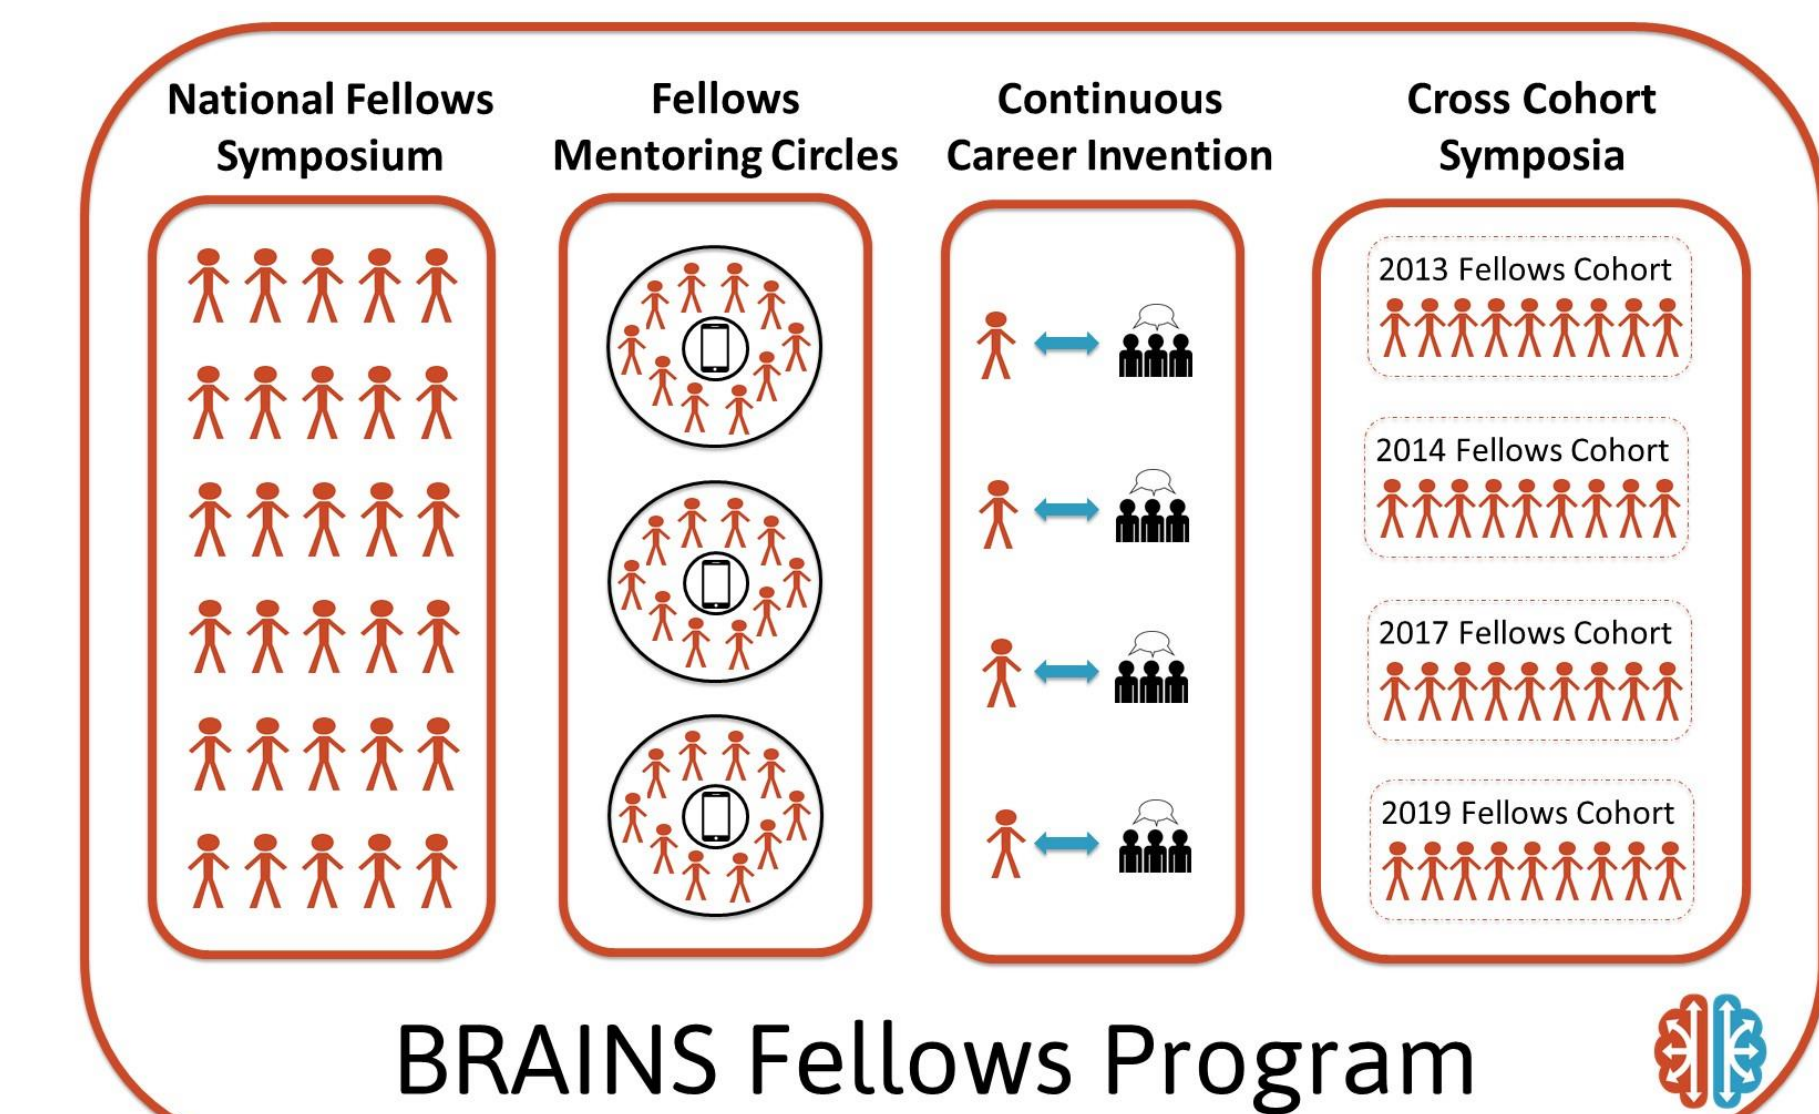 National Fellows
Symposium
Fellows
Mentoring Circles
Continuous
Career Invention
Cross Cohort
Symposia
2013 Fellows Cohort
2014 Fellows Cohort
2017 Fellows Cohort
2019 Fellows Cohort
BRAINS Fellows Program